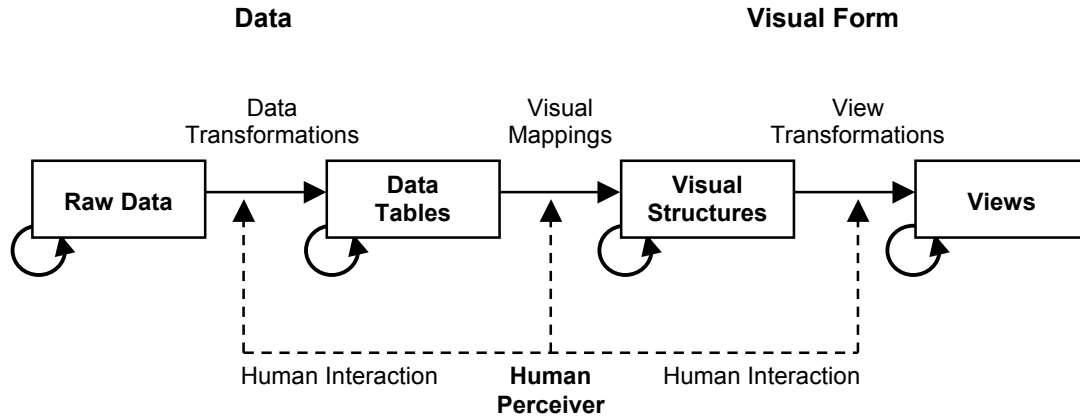 Data
Visual Form
Data
Transformations
Visual
Mappings
View
Transformations
Raw Data
Data
Tables
Visual
Structures
Views
Human Interaction
Human
Perceiver
Human Interaction